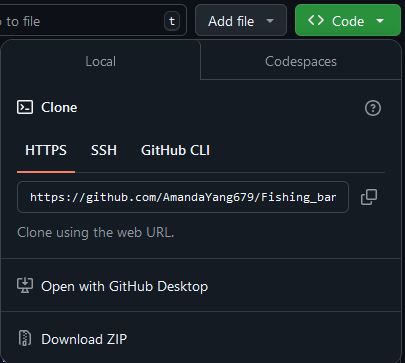 to file t Add file Code
Local Codespaces
Clone
HTTPS SSH GitHub CLI
https://github.com/AmandaYang679/Fishing_bar
Clone using the web URL.
Open with GitHub Desktop
Download ZIP